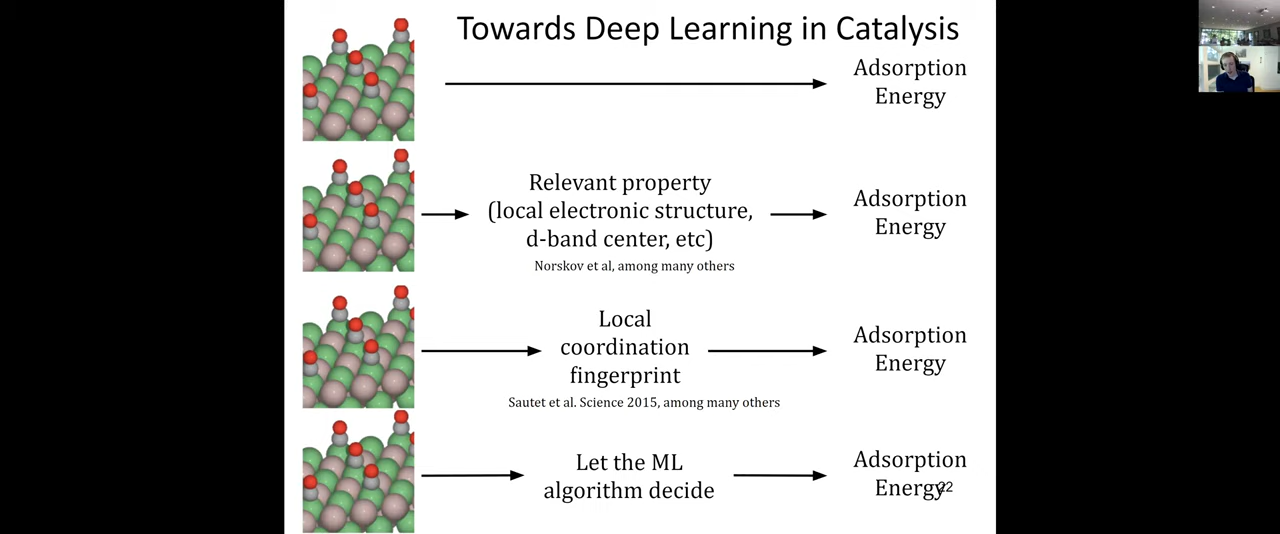 Towards Deep Learning in Catalysis
Adsorption
Energy
Relevant property
(local electronic structure,
d-band center, etc)
Norskov et al, among many others
Adsorption
Energy
Local
coordination
fingerprint
Sautet et al. Science 2015, among many others
Adsorption
Energy
Let the ML
algorithm decide
Adsorption
Energy
22